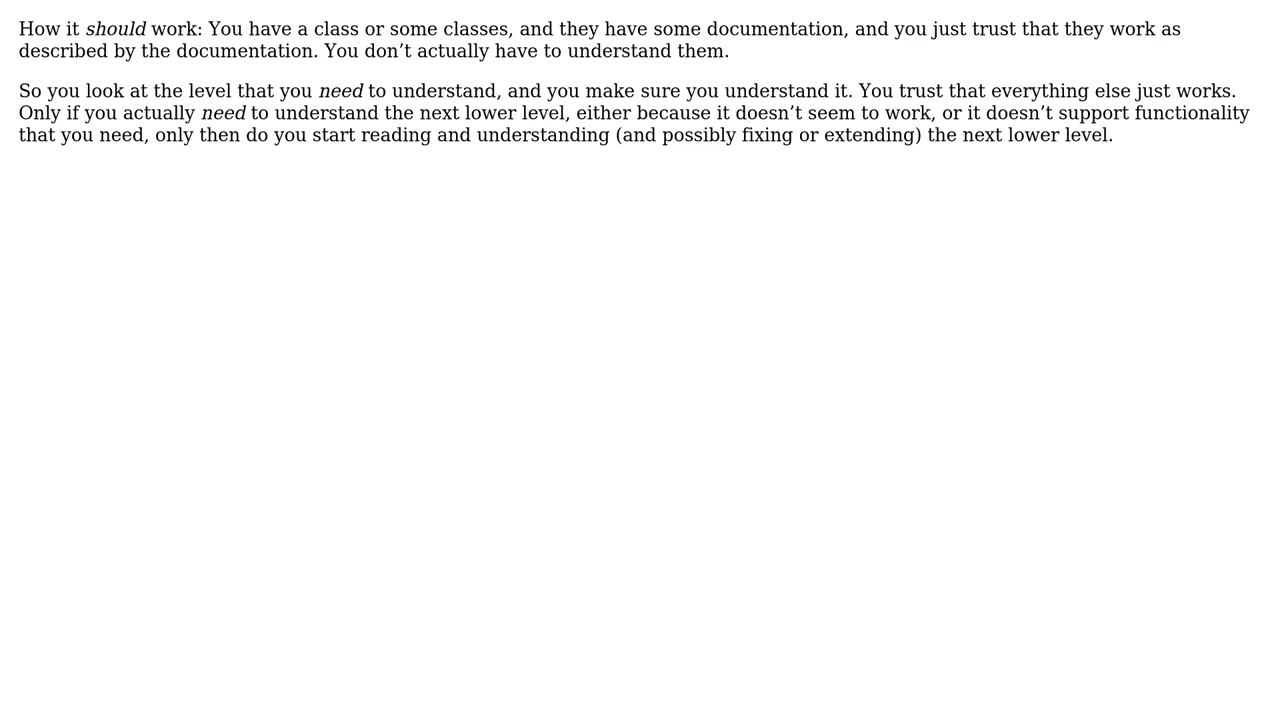 How it should work: You have a class or some classes, and they have some documentation, and you just trust that they work as
described by the documentation. You don’t actually have to understand them.
So you look at the level that you need to understand, and you make sure you understand it. You trust that everything else just works.
Only if you actually need to understand the next lower level, either because it doesn’t seem to work, or it doesn’t support functionality
that you need, only then do you start reading and understanding (and possibly fixing or extending) the next lower level.